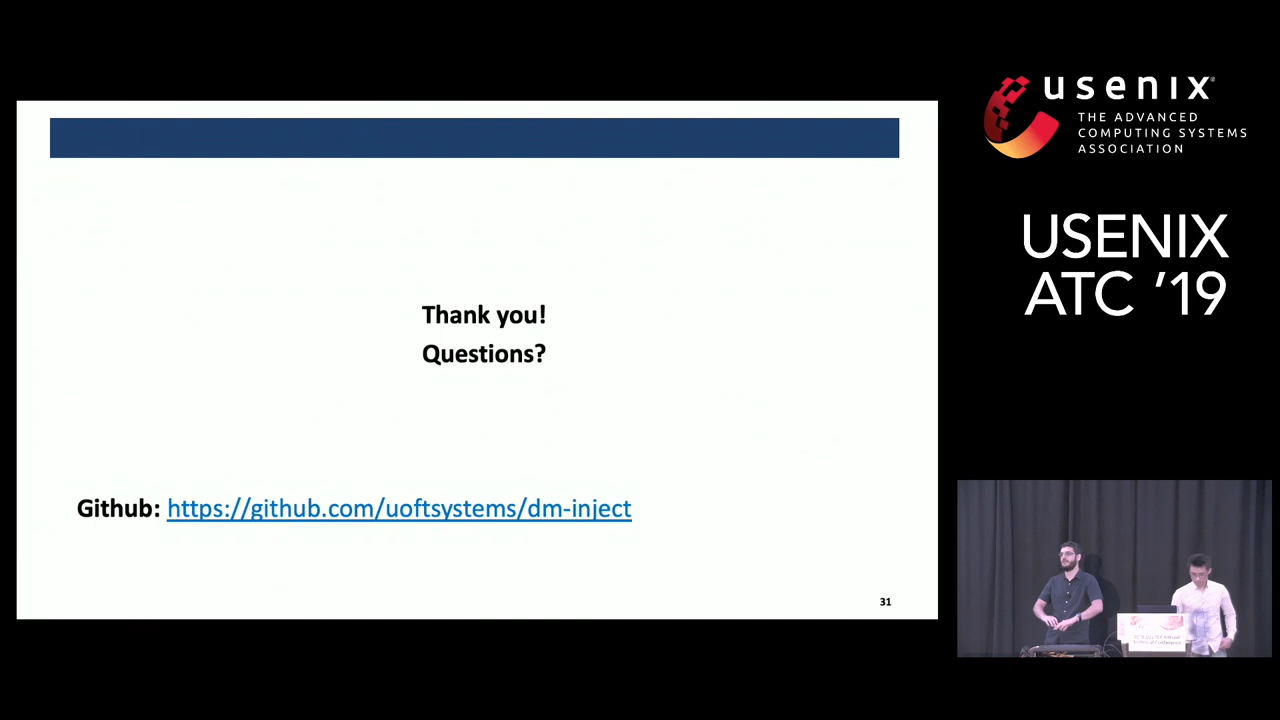 Thank you!
Questions?
Github: https://github.com/uoftsystems/dm-inject
31
usenix
THE ADVANCED
COMPUTING SYSTEMS
ASSOCIATION
USENIX
ATC ’19